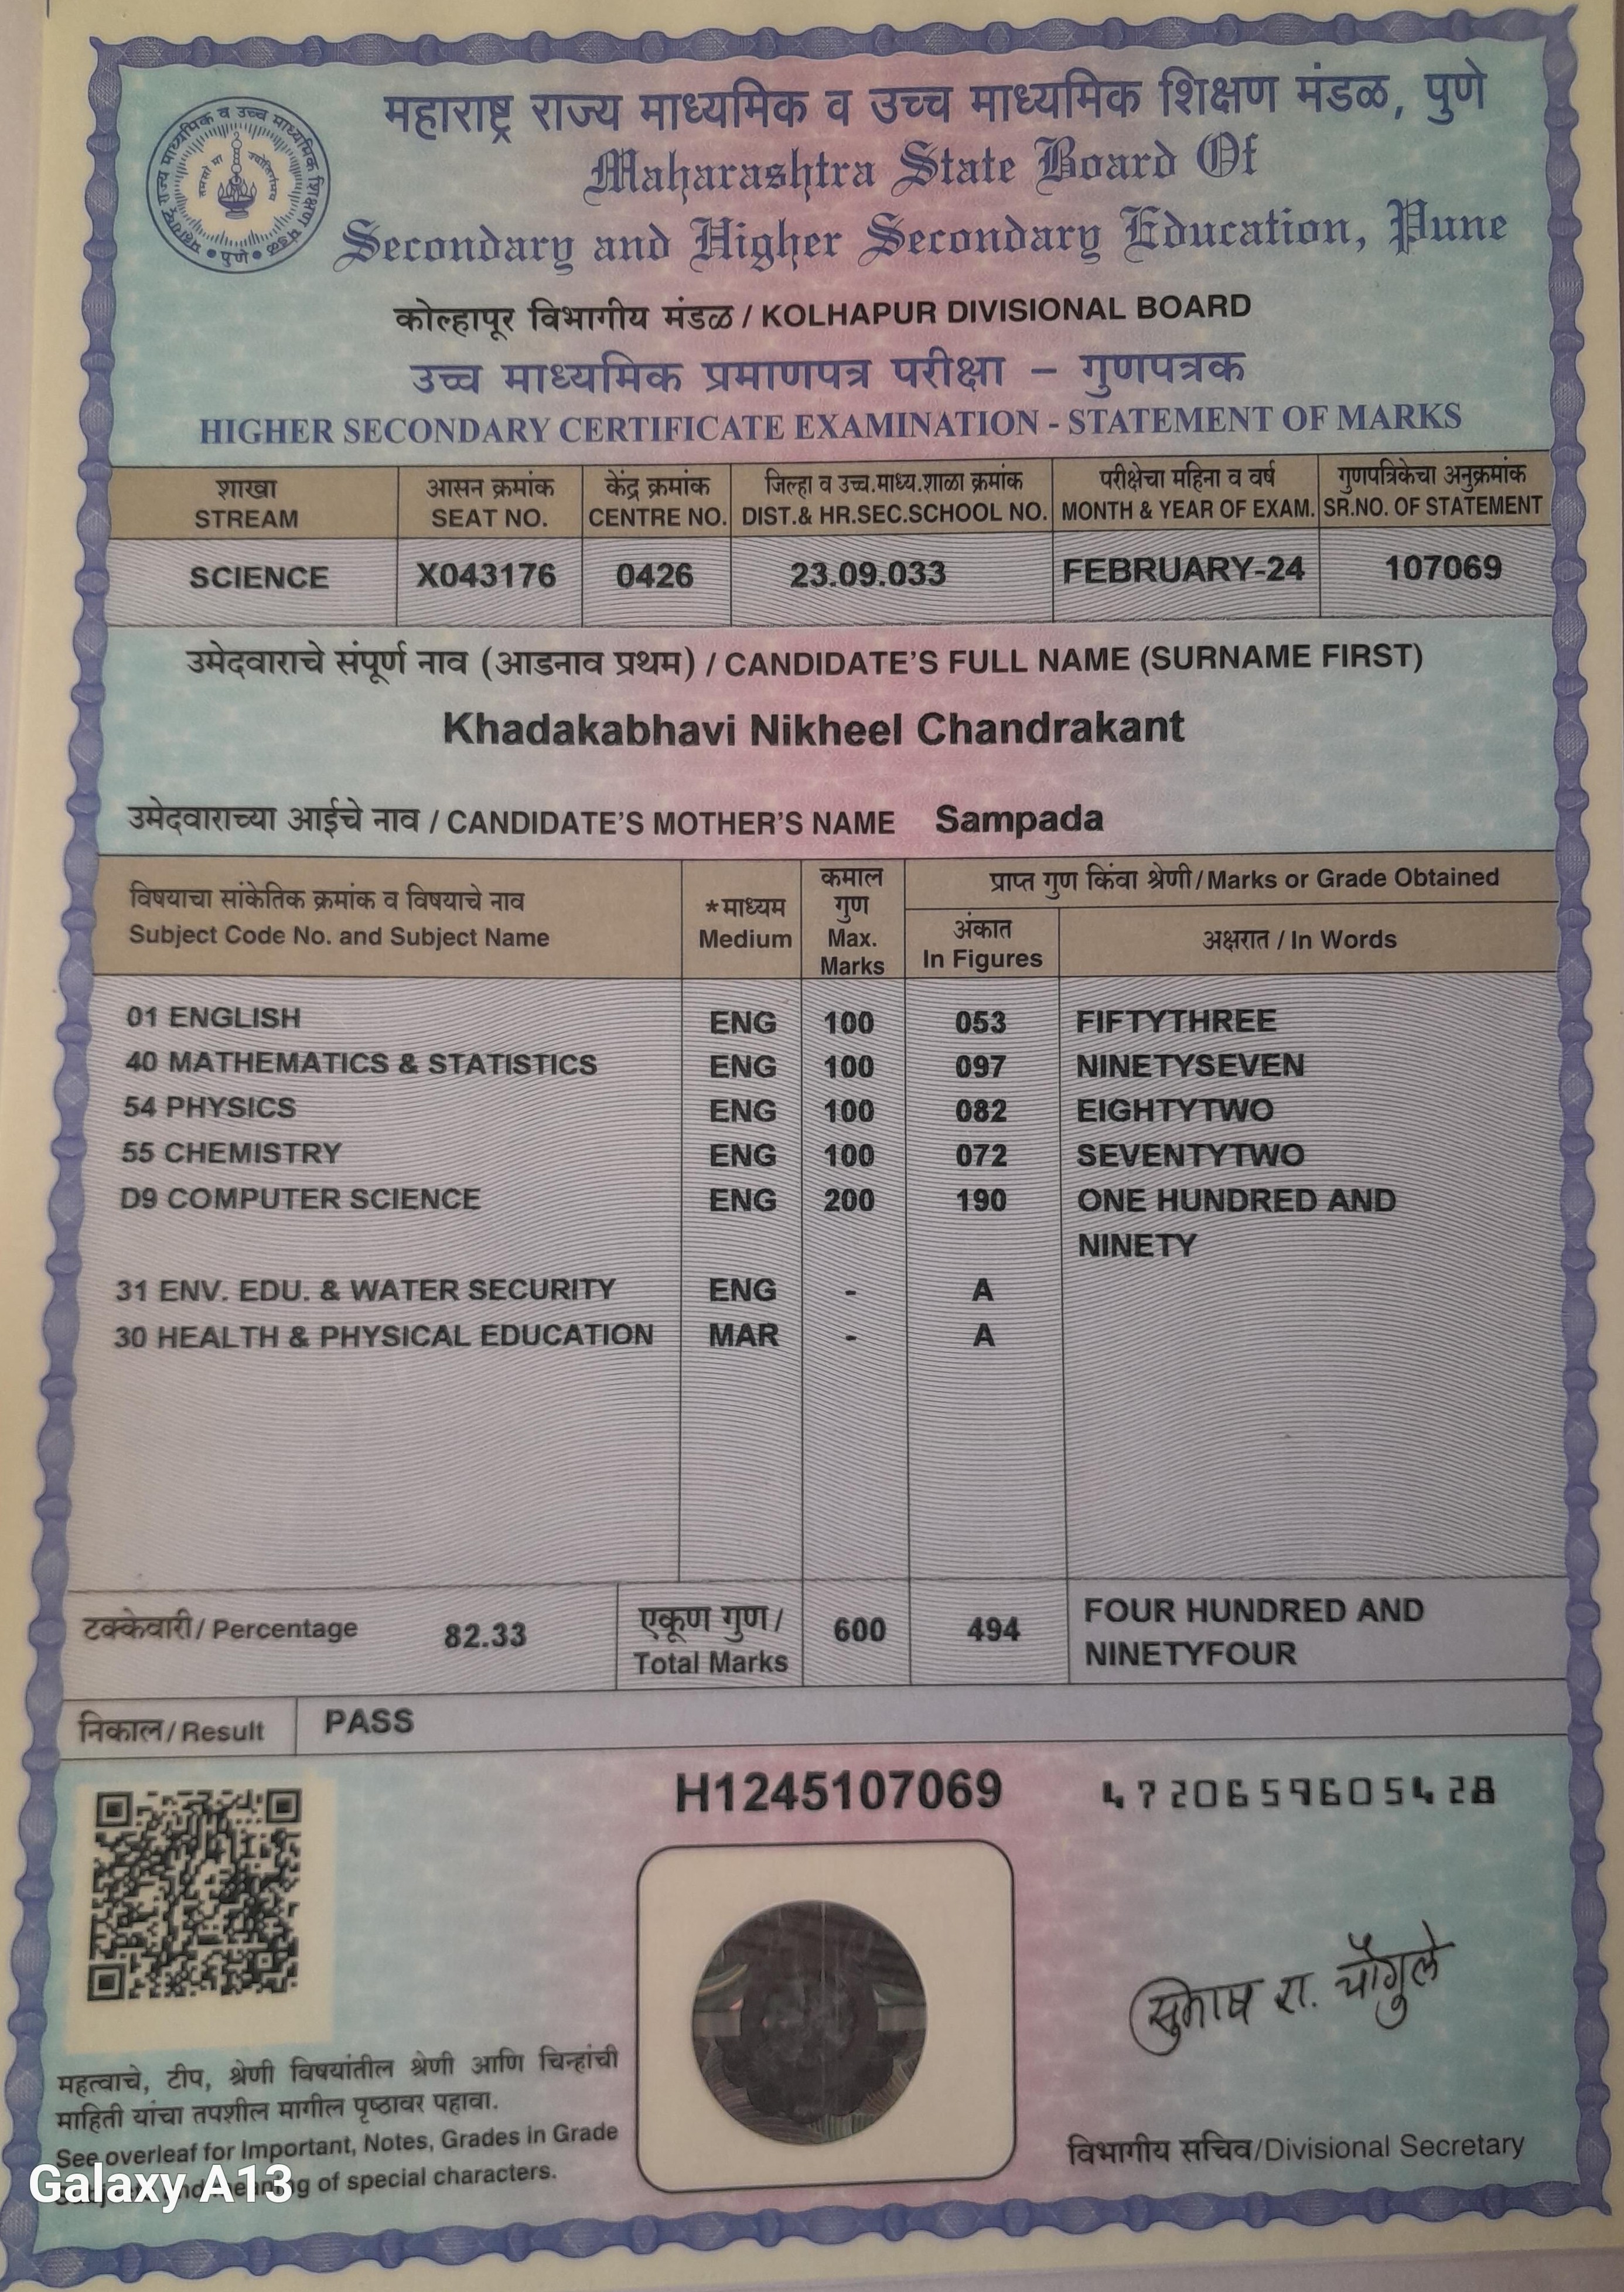 महाराष्ट्र राज्य माध्यमिक व उच्च माध्यमिक शिक्षण मंडळ, पुणे
Maharashtra State Board Of
Secondary and Higher Secondary Education, Pune
महाराष्ट्र राज्य माध्यमिक व उच्च माध्यमिक शिक्षण मंडळ
पुणे
तमसो मा ज्योतिर्गमय
कोल्हापूर विभागीय मंडळ / KOLHAPUR DIVISIONAL BOARD
उच्च माध्यमिक प्रमाणपत्र परीक्षा – गुणपत्रक
HIGHER SECONDARY CERTIFICATE EXAMINATION - STATEMENT OF MARKS
शाखा आसन क्रमांक केंद्र क्रमांक जिल्हा व उच्च.माध्य.शाळा क्रमांक परीक्षेचा महिना व वर्ष गुणपत्रिकेचा अनुक्रमांक
STREAM SEAT NO. CENTRE NO. DIST.& HR.SEC.SCHOOL NO. MONTH & YEAR OF EXAM. SR.NO. OF STATEMENT
SCIENCE X043176 0426 23.09.033 FEBRUARY-24 107069
उमेदवाराचे संपूर्ण नाव (आडनाव प्रथम) / CANDIDATE'S FULL NAME (SURNAME FIRST)
Khadakabhavi Nikheel Chandrakant
उमेदवाराच्या आईचे नाव / CANDIDATE'S MOTHER'S NAME Sampada
विषयाचा सांकेतिक क्रमांक व विषयाचे नाव
Subject Code No. and Subject Name
*माध्यम
Medium
कमाल
गुण
Max.
Marks
प्राप्त गुण किंवा श्रेणी/Marks or Grade Obtained
अंकात
In Figures
अक्षरात / In Words
01 ENGLISH ENG 100 053 FIFTYTHREE
40 MATHEMATICS & STATISTICS ENG 100 097 NINETYSEVEN
54 PHYSICS ENG 100 082 EIGHTYTWO
55 CHEMISTRY ENG 100 072 SEVENTYTWO
D9 COMPUTER SCIENCE ENG 200 190 ONE HUNDRED AND
NINETY
31 ENV. EDU. & WATER SECURITY ENG - A
30 HEALTH & PHYSICAL EDUCATION MAR - A
टक्केवारी/ Percentage 82.33
एकूण गुण/
Total Marks
600 494
FOUR HUNDRED AND
NINETYFOUR
निकाल/ Result PASS
H1245107069 4720659605428
सुभाष रा. चौगुले
महत्वाचे, टीप, श्रेणी विषयांतील श्रेणी आणि चिन्हांची
माहिती यांचा तपशील मागील पृष्ठावर पहावा.
See overleaf for Important, Notes, Grades in Grade
of special characters.
विभागीय सचिव/Divisional Secretary
Galaxy A13